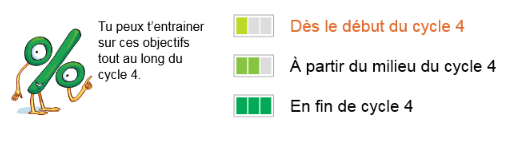 Tu peux t'entrainer
sur ces objectifs
tout au long du
cycle 4.
Dès le début du cycle 4
À partir du milieu du cycle 4
En fin de cycle 4